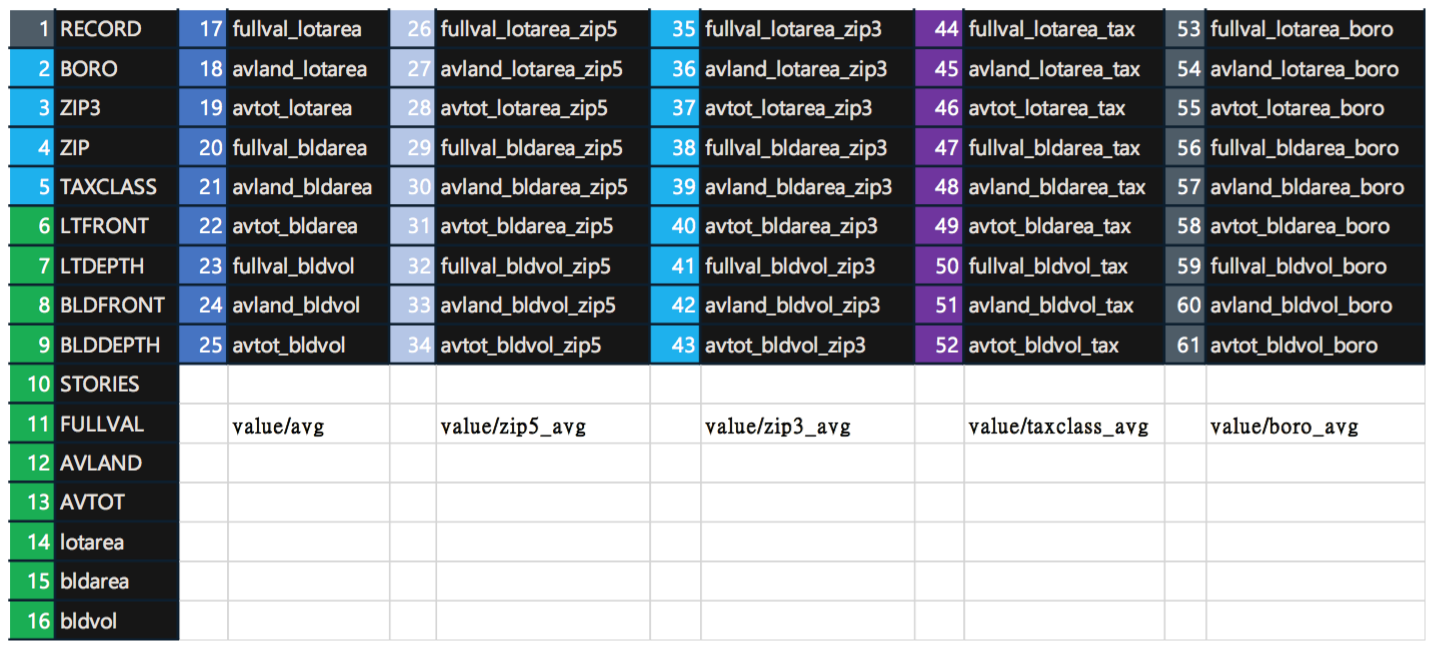 1 RECORD 17 fullval_lotarea 26 fullval_lotarea_zip5 35 fullval_lotarea_zip3 44 fullval_lotarea_tax 53 fullval_lotarea_boro
2 BORO 18 avland_lotarea 27 avland_lotarea_zip5 36 avland_lotarea_zip3 45 avland_lotarea_tax 54 avland_lotarea_boro
3 ZIP3 19 avtot_lotarea 28 avtot_lotarea_zip5 37 avtot_lotarea_zip3 46 avtot_lotarea_tax 55 avtot_lotarea_boro
4 ZIP 20 fullval_bldarea 29 fullval_bldarea_zip5 38 fullval_bldarea_zip3 47 fullval_bldarea_tax 56 fullval_bldarea_boro
5 TAXCLASS 21 avland_bldarea 30 avland_bldarea_zip5 39 avland_bldarea_zip3 48 avland_bldarea_tax 57 avland_bldarea_boro
6 LTFRONT 22 avtot_bldarea 31 avtot_bldarea_zip5 40 avtot_bldarea_zip3 49 avtot_bldarea_tax 58 avtot_bldarea_boro
7 LTDEPTH 23 fullval_bldvol 32 fullval_bldvol_zip5 41 fullval_bldvol_zip3 50 fullval_bldvol_tax 59 fullval_bldvol_boro
8 BLDFRONT 24 avland_bldvol 33 avland_bldvol_zip5 42 avland_bldvol_zip3 51 avland_bldvol_tax 60 avland_bldvol_boro
9 BLDDEPTH 25 avtot_bldvol 34 avtot_bldvol_zip5 43 avtot_bldvol_zip3 52 avtot_bldvol_tax 61 avtot_bldvol_boro
10 STORIES
11 FULLVAL value/avg value/zip5_avg value/zip3_avg value/taxclass_avg value/boro_avg
12 AVLAND
13 AVTOT
14 lotarea
15 bldarea
16 bldvol